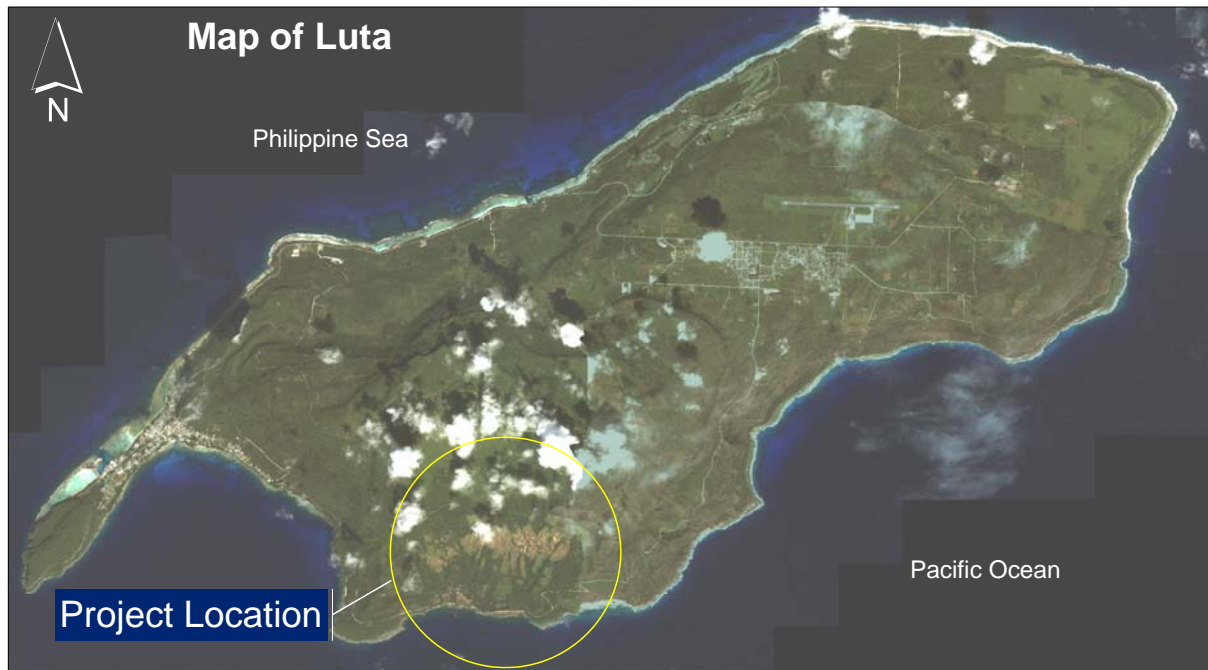 Map of Luta
N
Philippine Sea
Pacific Ocean
Project Location